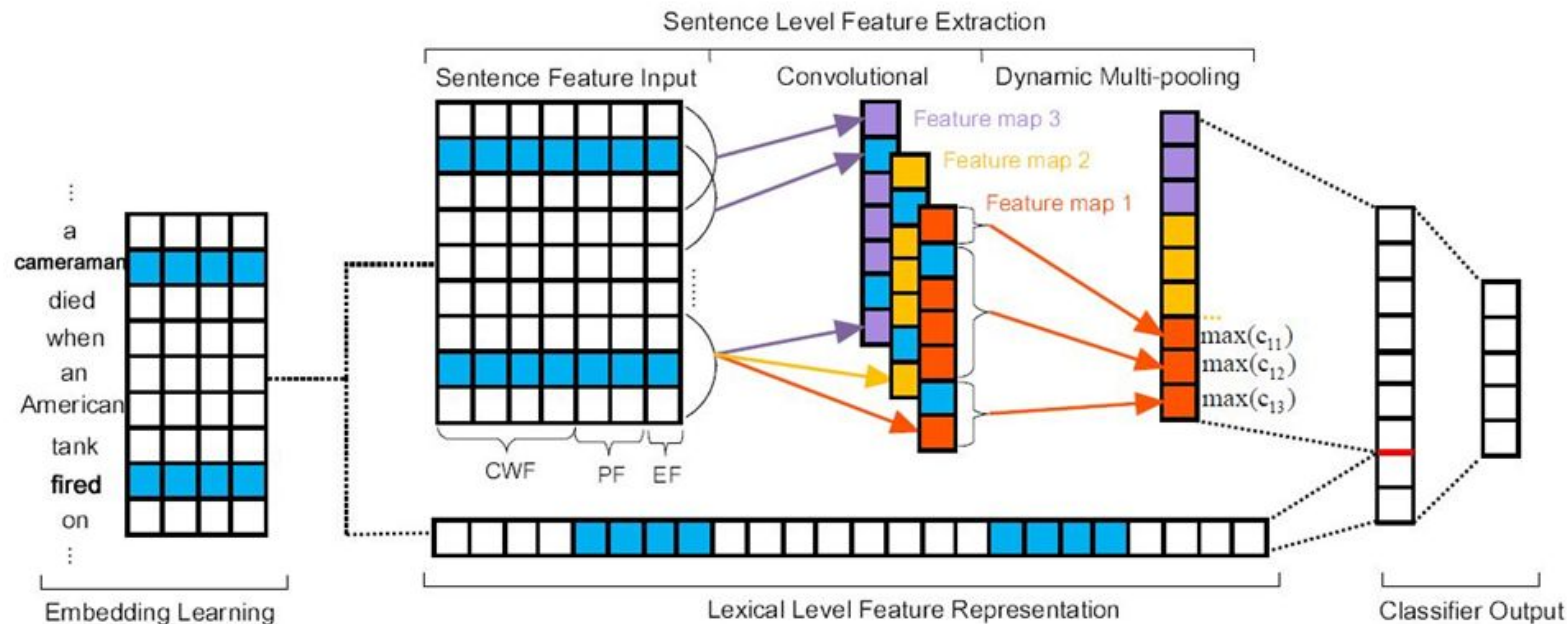 Sentence Level Feature Extraction
Sentence Feature Input
Convolutional
Dynamic Multi-pooling
Feature map 3
Feature map 2
Feature map 1
⋮
a
cameraman
died
when
an
American
tank
fired
on
⋮
...
max(c11)
max(c12)
max(c13)
CWF
PF
EF
Embedding Learning
Lexical Level Feature Representation
Classifier Output